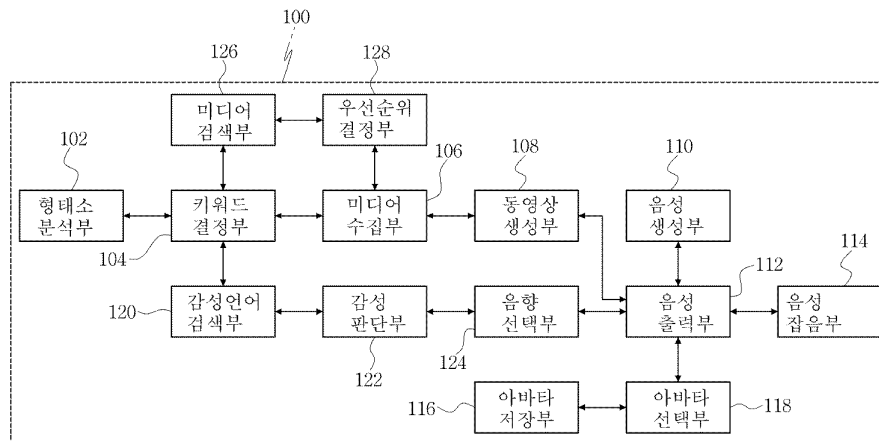 100
126
128
미디어
검색부
우선순위
결정부
102
106
108
110
형태소
분석부
키워드
결정부
미디어
수집부
동영상
생성부
음성
생성부
104
112
114
감성언어
검색부
감성
판단부
음향
선택부
음성
출력부
음성
잡음부
120
122
124
아바타
저장부
아바타
선택부
116
118